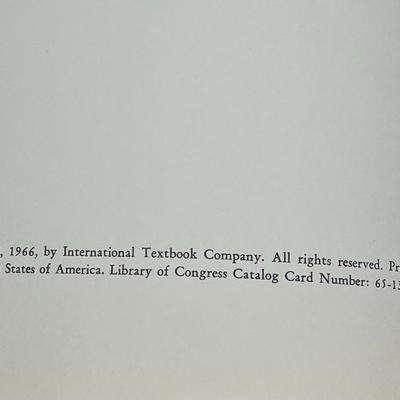 , 1966, by International Textbook Company. All rights reserved. Pr
States of America. Library of Congress Catalog Card Number: 65-13